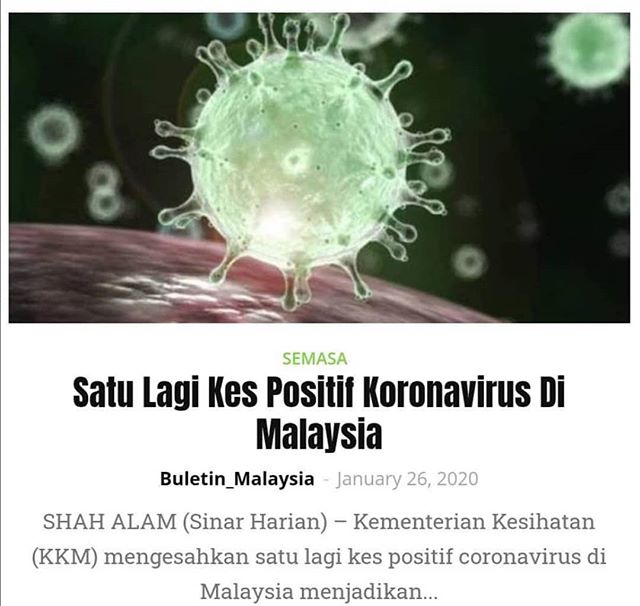 SEMASA
Satu Lagi Kes Positif Koronavirus Di
Malaysia
Buletin_Malaysia - January 26, 2020
SHAH ALAM (Sinar Harian) – Kementerian Kesihatan
(KKM) mengesahkan satu lagi kes positif coronavirus di
Malaysia menjadikan...